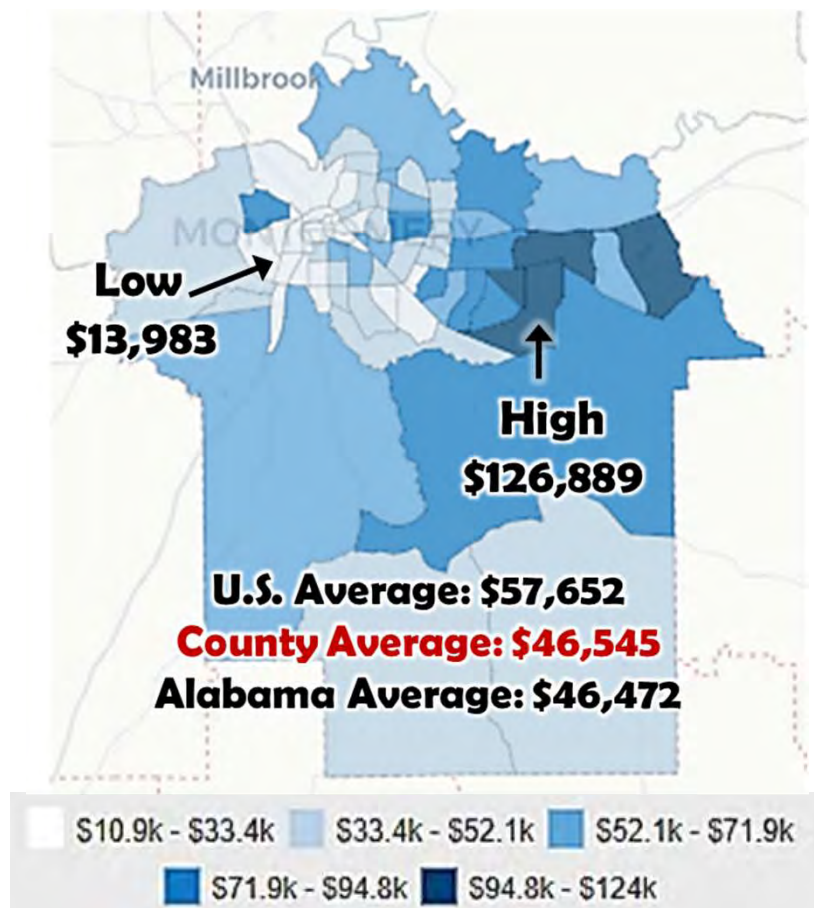 Millbrook
MONTGOMERY
Low
$13,983
High
$126,889
U.S. Average: $57,652
County Average: $46,545
Alabama Average: $46,472
$10.9k - $33.4k $33.4k - $52.1k $52.1k - $71.9k
$71.9k - $94.8k $94.8k - $124k